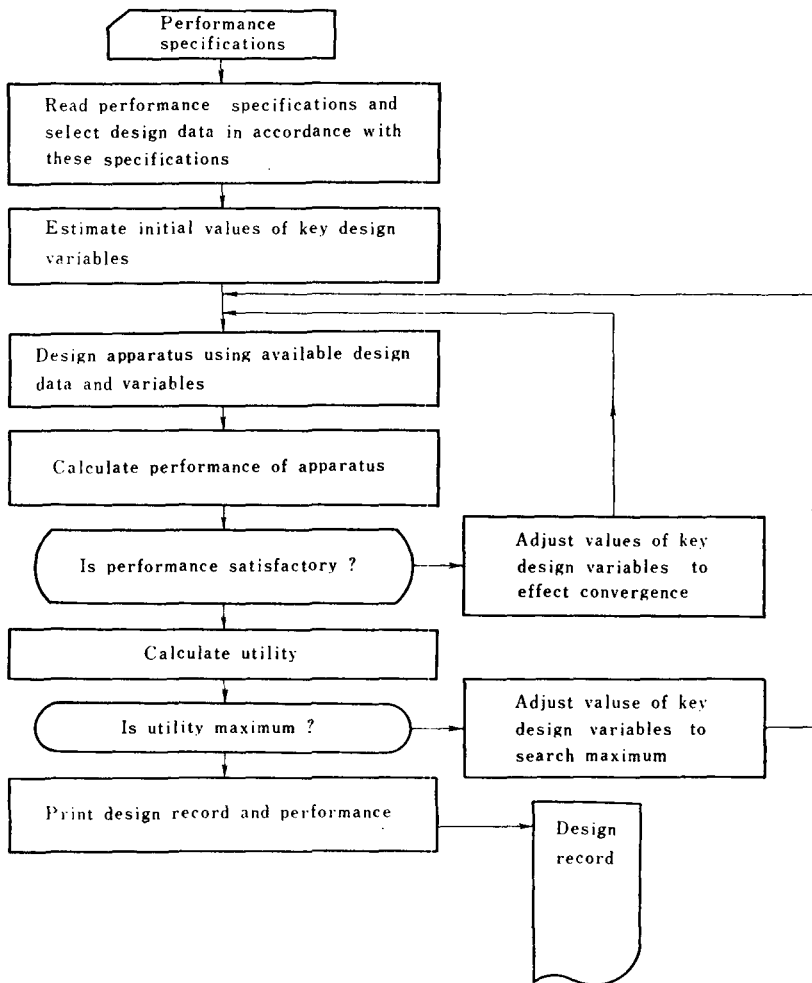 Performance
specifications
Read performance specifications and
select design data in accordance with
these specifications
Estimate initial values of key design
variables
Design apparatus using available design
data and variables
Calculate performance of apparatus
Is performance satisfactory ?
Adjust values of key
design variables to
effect convergence
Calculate utility
Is utility maximum ?
Adjust valuse of key
design variables to
search maximum
Print design record and performance
Design
record